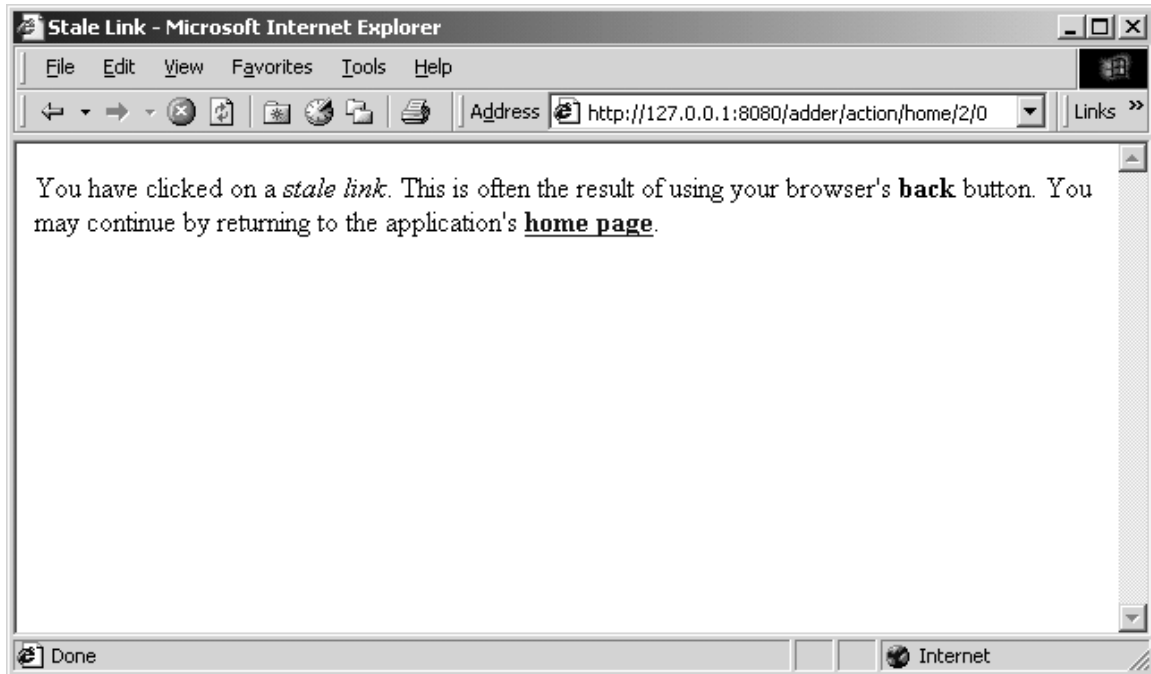 Stale Link - Microsoft Internet Explorer
File Edit View Favorites Tools Help
Address http://127.0.0.1:8080/adder/action/home/2/0 Links »
You have clicked on a stale link. This is often the result of using your browser's back button. You
may continue by returning to the application's home page.
Done Internet